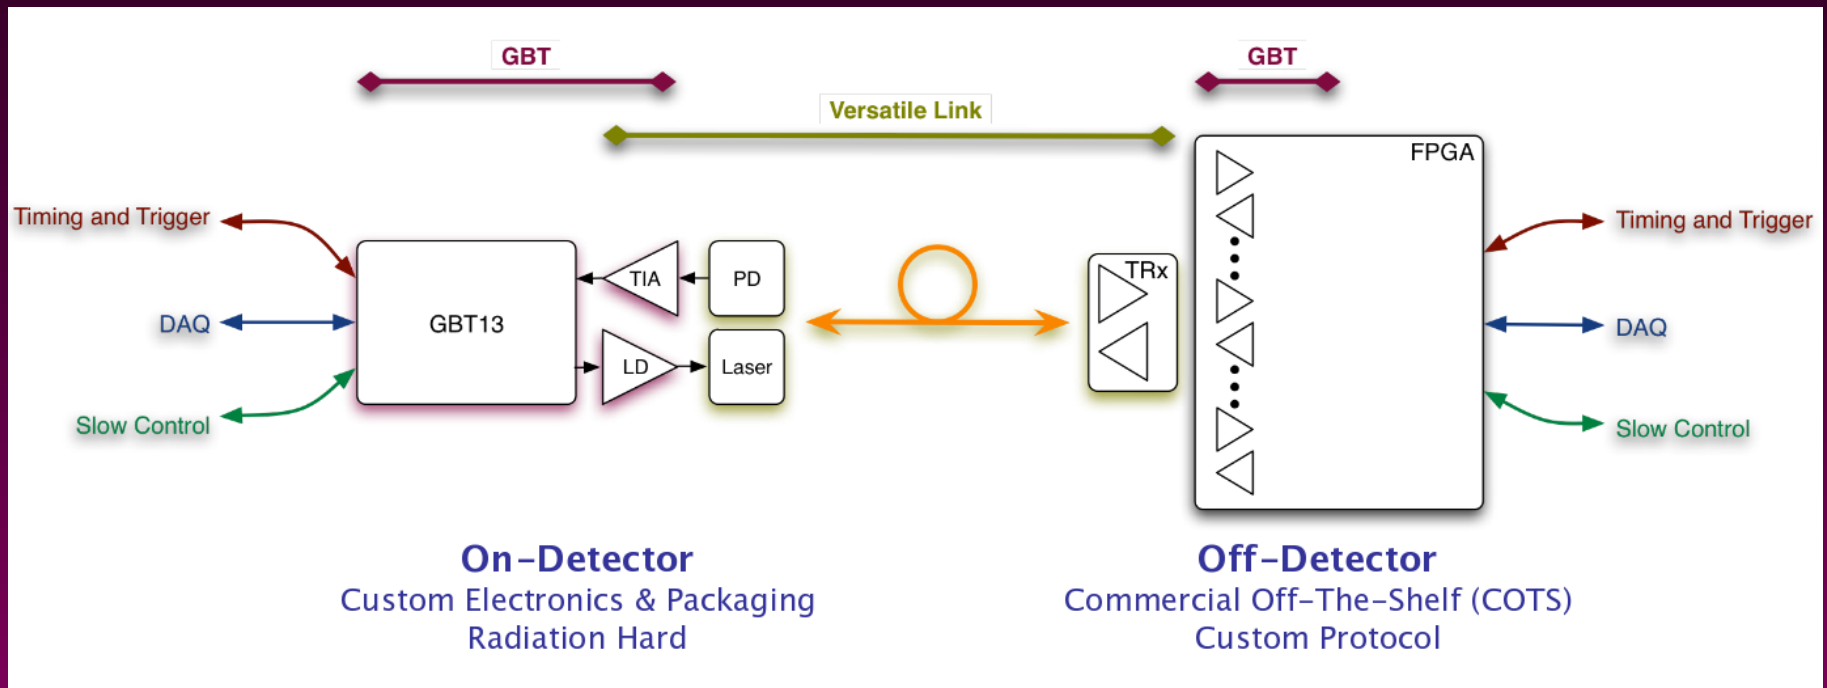 GBT
GBT
Versatile Link
FPGA
Timing and Trigger
Timing and Trigger
TRx
TIA
PD
GBT13
DAQ
DAQ
LD
Laser
Slow Control
Slow Control
On-Detector
Custom Electronics & Packaging
Radiation Hard
Off-Detector
Commercial Off-The-Shelf (COTS)
Custom Protocol